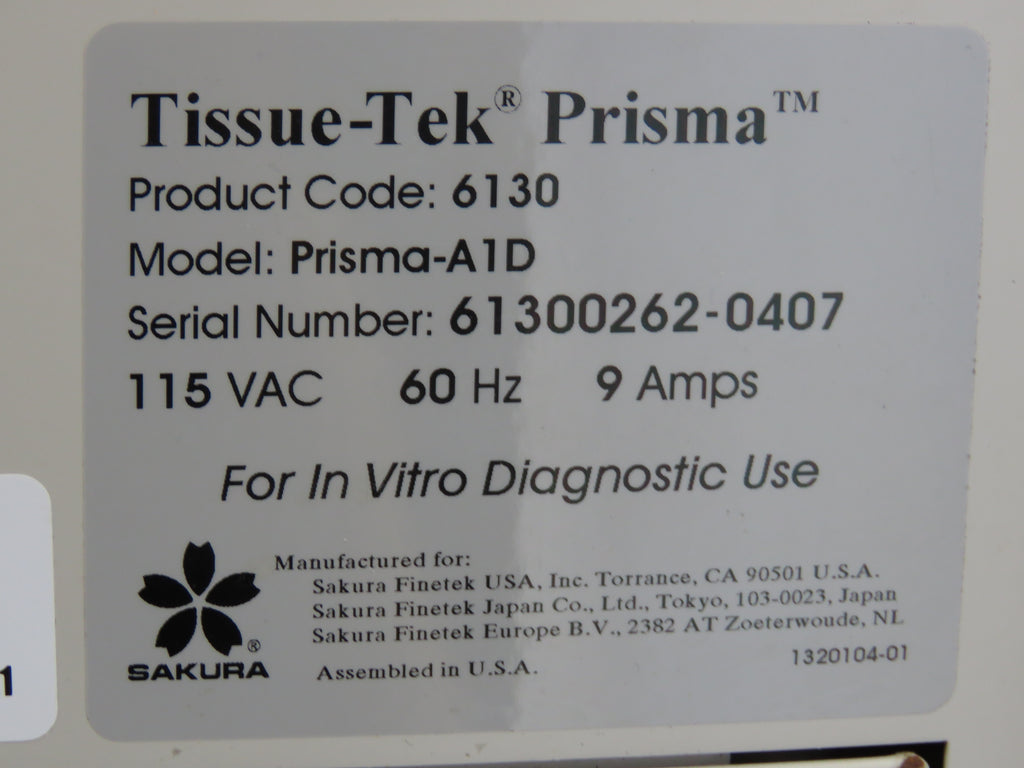 Tissue-Tek® Prisma™
Product Code: 6130
Model: Prisma-A1D
Serial Number: 61300262-0407
115 VAC 60 Hz 9 Amps
For In Vitro Diagnostic Use
Manufactured for:
Sakura Finetek USA, Inc. Torrance, CA 90501 U.S.A.
Sakura Finetek Japan Co., Ltd., Tokyo, 103-0023, Japan
Sakura Finetek Europe B.V., 2382 AT Zoeterwoude, NL
®
SAKURA
Assembled in U.S.A.
1320104-01
1